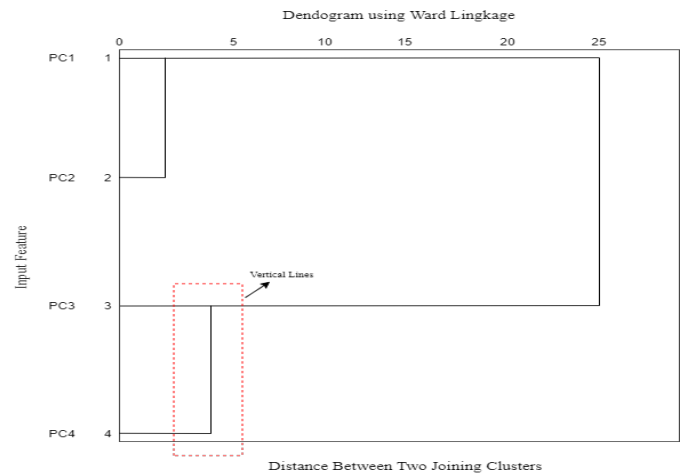 Dendogram using Ward Lingkage
0 5 10 15 20 25
PC1 1
PC2 2
Input Feature
Vertical Lines
PC3 3
PC4 4
Distance Between Two Joining Clusters